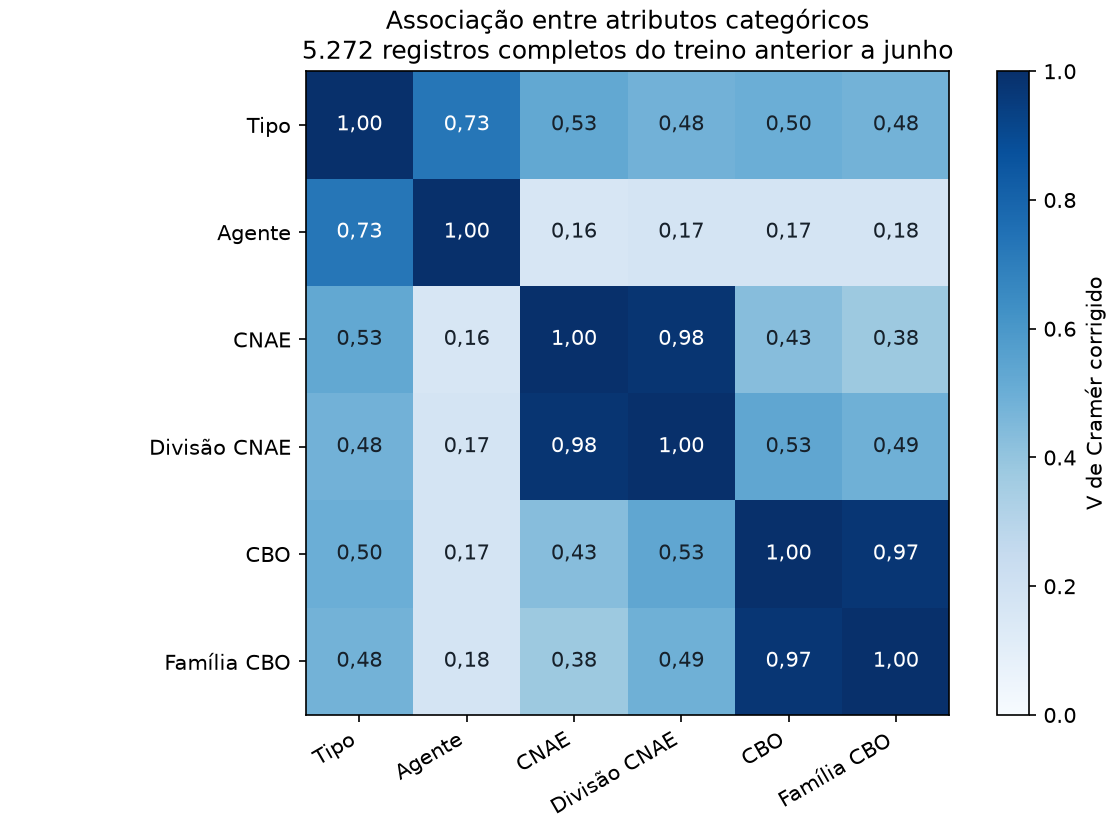 Associação entre atributos categóricos
5.272 registros completos do treino anterior a junho
Tipo 1,00 0,73 0,53 0,48 0,50 0,48
Agente 0,73 1,00 0,16 0,17 0,17 0,18
CNAE 0,53 0,16 1,00 0,98 0,43 0,38
Divisão CNAE 0,48 0,17 0,98 1,00 0,53 0,49
CBO 0,50 0,17 0,43 0,53 1,00 0,97
Família CBO 0,48 0,18 0,38 0,49 0,97 1,00
Tipo Agente CNAE Divisão CNAE CBO Família CBO
1.0
0.8
0.6
0.4
0.2
0.0
V de Cramér corrigido